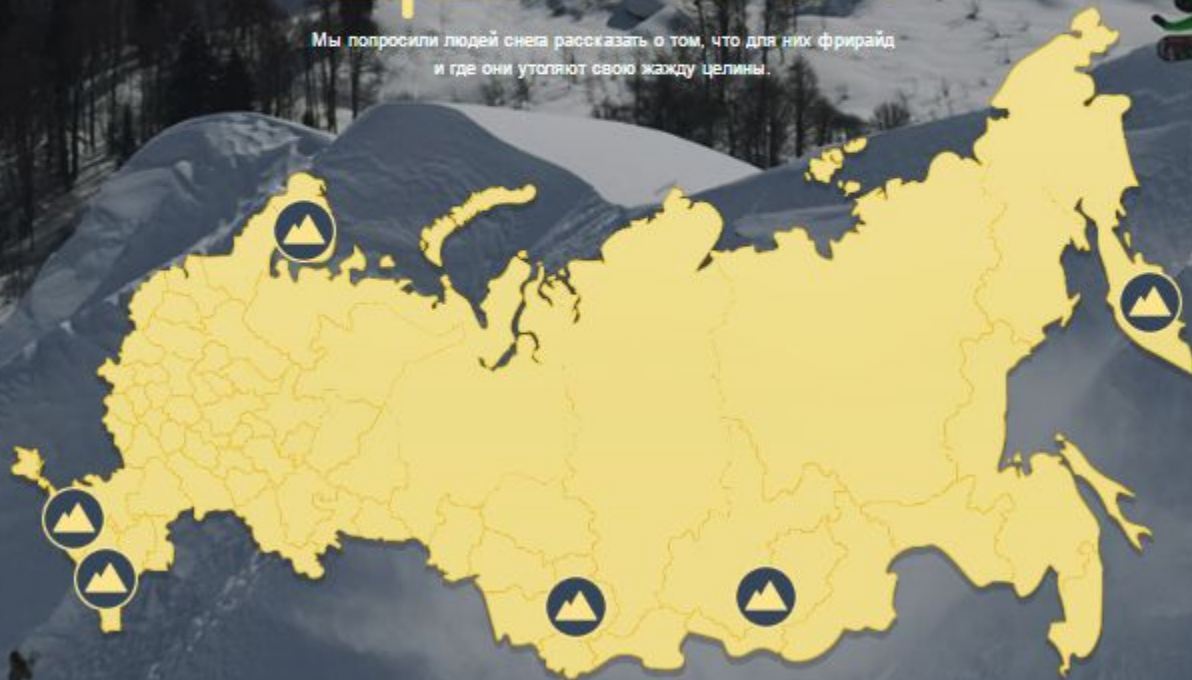 Мы попросили людей снега рассказать о том, что для них фрирайд
и где они утоляют свою жажду целины.